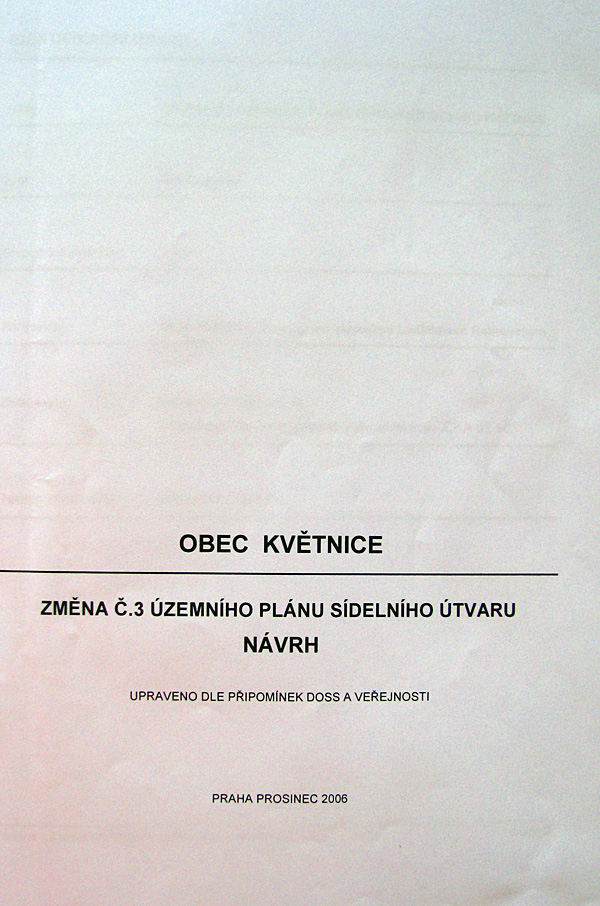 OBEC KVĚTNICE
ZMĚNA Č.3 ÚZEMNÍHO PLÁNU SÍDELNÍHO ÚTVARU
NÁVRH
UPRAVENO DLE PŘIPOMÍNEK DOSS A VEŘEJNOSTI
PRAHA PROSINEC 2006